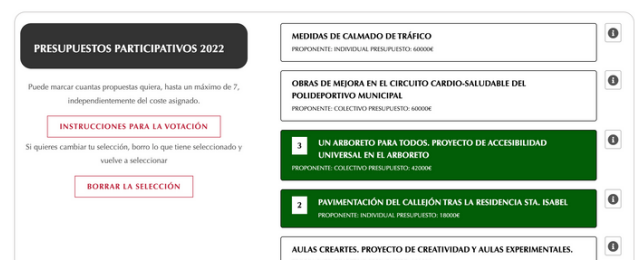 PRESUPUESTOS PARTICIPATIVOS 2022
Puede marcar cuantas propuestas quiera, hasta un máximo de 7,
independientemente del coste asignado.
INSTRUCCIONES PARA LA VOTACIÓN
Si quieres cambiar tu selección, borro lo que tiene seleccionado y
vuelve a seleccionar
BORRAR LA SELECCIÓN
MEDIDAS DE CALMADO DE TRÁFICO
PROPONENTE: INDIVIDUAL PRESUPUESTO: 60000€
OBRAS DE MEJORA EN EL CIRCUITO CARDIO-SALUDABLE DEL
POLIDEPORTIVO MUNICIPAL
PROPONENTE: COLECTIVO PRESUPUESTO: 60000€
3 UN ARBORETO PARA TODOS. PROYECTO DE ACCESIBILIDAD
UNIVERSAL EN EL ARBORETO
PROPONENTE: COLECTIVO PRESUPUESTO: 42000€
2 PAVIMENTACIÓN DEL CALLEJÓN TRAS LA RESIDENCIA STA. ISABEL
PROPONENTE: INDIVIDUAL PRESUPUESTO: 18000€
AULAS CREARTES. PROYECTO DE CREATIVIDAD Y AULAS EXPERIMENTALES.